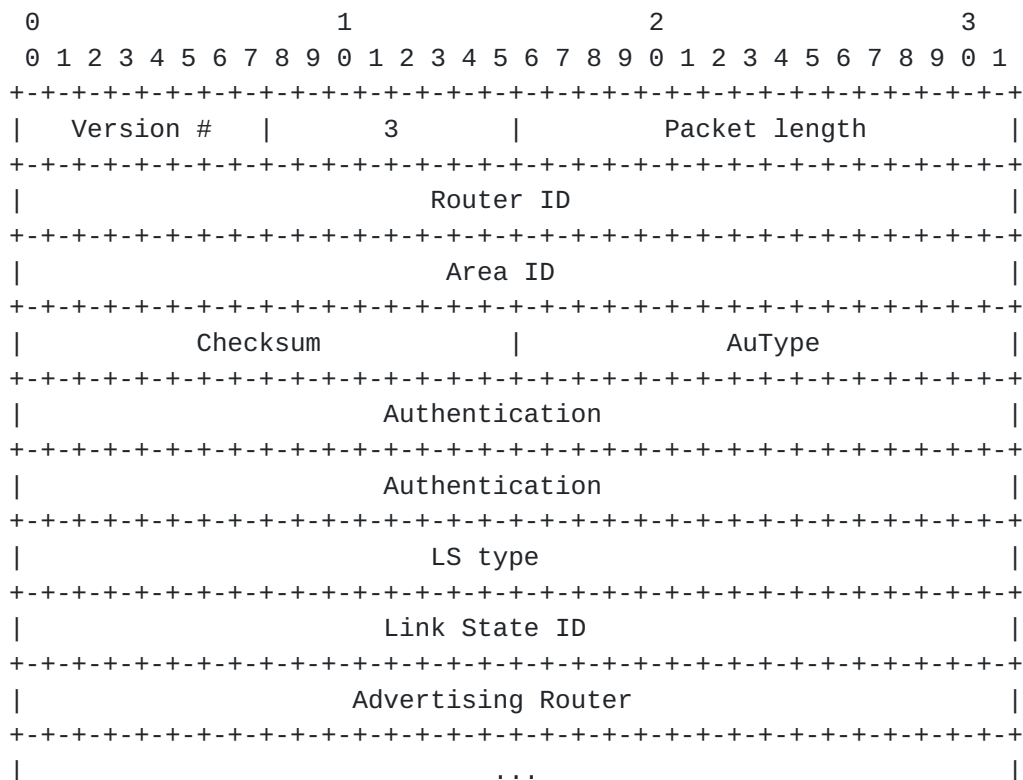 0                   1                   2                   3
 0 1 2 3 4 5 6 7 8 9 0 1 2 3 4 5 6 7 8 9 0 1 2 3 4 5 6 7 8 9 0 1
+-+-+-+-+-+-+-+-+-+-+-+-+-+-+-+-+-+-+-+-+-+-+-+-+-+-+-+-+-+-+-+-+
|   Version #   |       3       |         Packet length         |
+-+-+-+-+-+-+-+-+-+-+-+-+-+-+-+-+-+-+-+-+-+-+-+-+-+-+-+-+-+-+-+-+
|                          Router ID                            |
+-+-+-+-+-+-+-+-+-+-+-+-+-+-+-+-+-+-+-+-+-+-+-+-+-+-+-+-+-+-+-+-+
|                           Area ID                             |
+-+-+-+-+-+-+-+-+-+-+-+-+-+-+-+-+-+-+-+-+-+-+-+-+-+-+-+-+-+-+-+-+
|           Checksum            |             AuType            |
+-+-+-+-+-+-+-+-+-+-+-+-+-+-+-+-+-+-+-+-+-+-+-+-+-+-+-+-+-+-+-+-+
|                       Authentication                          |
+-+-+-+-+-+-+-+-+-+-+-+-+-+-+-+-+-+-+-+-+-+-+-+-+-+-+-+-+-+-+-+-+
|                       Authentication                          |
+-+-+-+-+-+-+-+-+-+-+-+-+-+-+-+-+-+-+-+-+-+-+-+-+-+-+-+-+-+-+-+-+
|                          LS type                              |
+-+-+-+-+-+-+-+-+-+-+-+-+-+-+-+-+-+-+-+-+-+-+-+-+-+-+-+-+-+-+-+-+
|                       Link State ID                           |
+-+-+-+-+-+-+-+-+-+-+-+-+-+-+-+-+-+-+-+-+-+-+-+-+-+-+-+-+-+-+-+-+
|                     Advertising Router                        |
+-+-+-+-+-+-+-+-+-+-+-+-+-+-+-+-+-+-+-+-+-+-+-+-+-+-+-+-+-+-+-+-+
|                              ...                              |